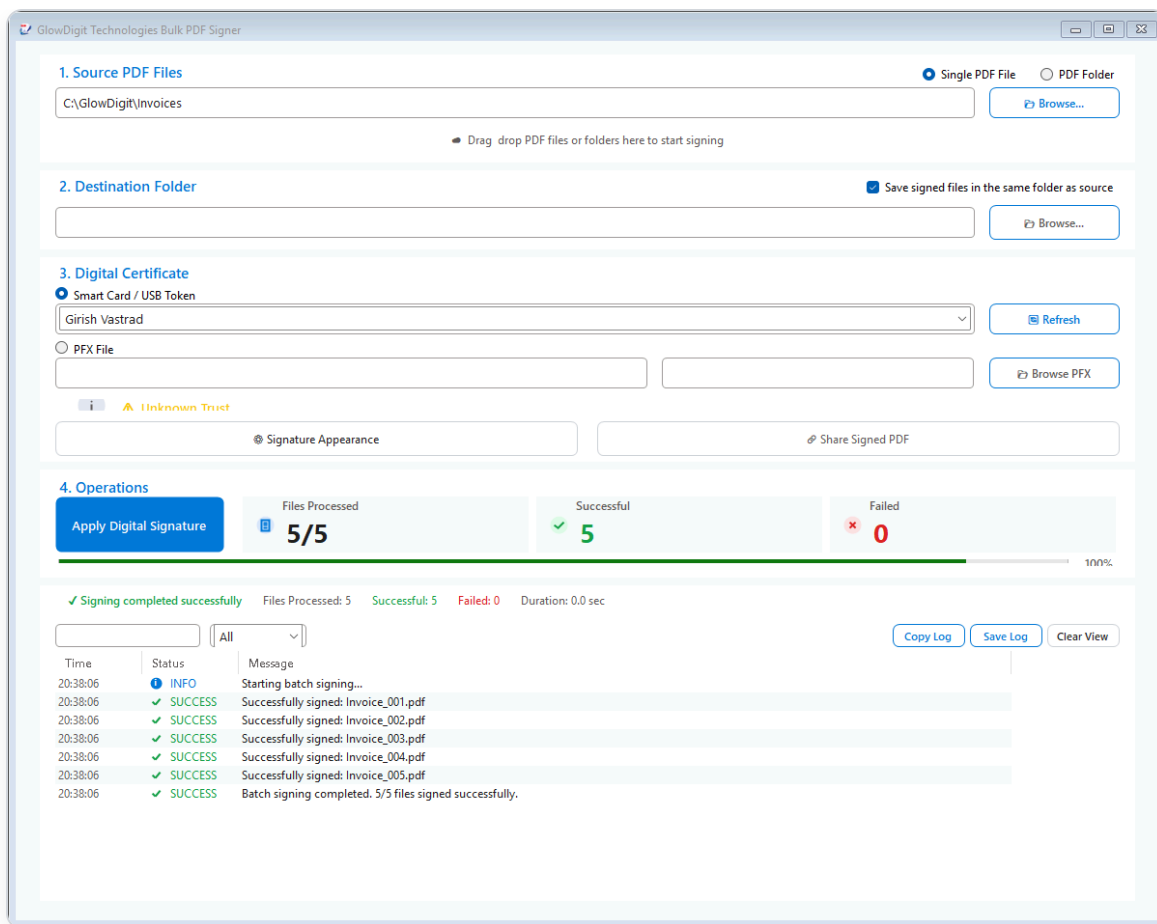 GlowDigit Technologies Bulk PDF Signer
1. Source PDF Files
Single PDF File PDF Folder
C:\GlowDigit\Invoices
Browse...
Drag drop PDF files or folders here to start signing
2. Destination Folder
Save signed files in the same folder as source
Browse...
3. Digital Certificate
Smart Card / USB Token
Girish Vastrad
Refresh
PFX File
Browse PFX
i Unknown Trust
Signature Appearance
Share Signed PDF
4. Operations
Apply Digital Signature
Files Processed
5/5
Successful
5
Failed
0
100%
Signing completed successfully Files Processed: 5 Successful: 5 Failed: 0 Duration: 0.0 sec
All
Copy Log Save Log Clear View
Time Status Message
20:38:06 INFO Starting batch signing...
20:38:06 SUCCESS Successfully signed: Invoice_001.pdf
20:38:06 SUCCESS Successfully signed: Invoice_002.pdf
20:38:06 SUCCESS Successfully signed: Invoice_003.pdf
20:38:06 SUCCESS Successfully signed: Invoice_004.pdf
20:38:06 SUCCESS Successfully signed: Invoice_005.pdf
20:38:06 SUCCESS Batch signing completed. 5/5 files signed successfully.